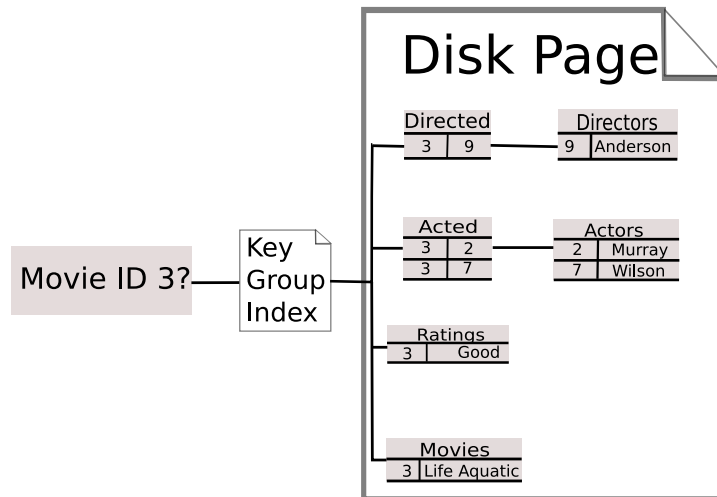 Disk Page
Directed
3 9
Directors
9 Anderson
Movie ID 3?
Key
Group
Index
Acted
3 2
3 7
Actors
2 Murray
7 Wilson
Ratings
3 Good
Movies
3 Life Aquatic